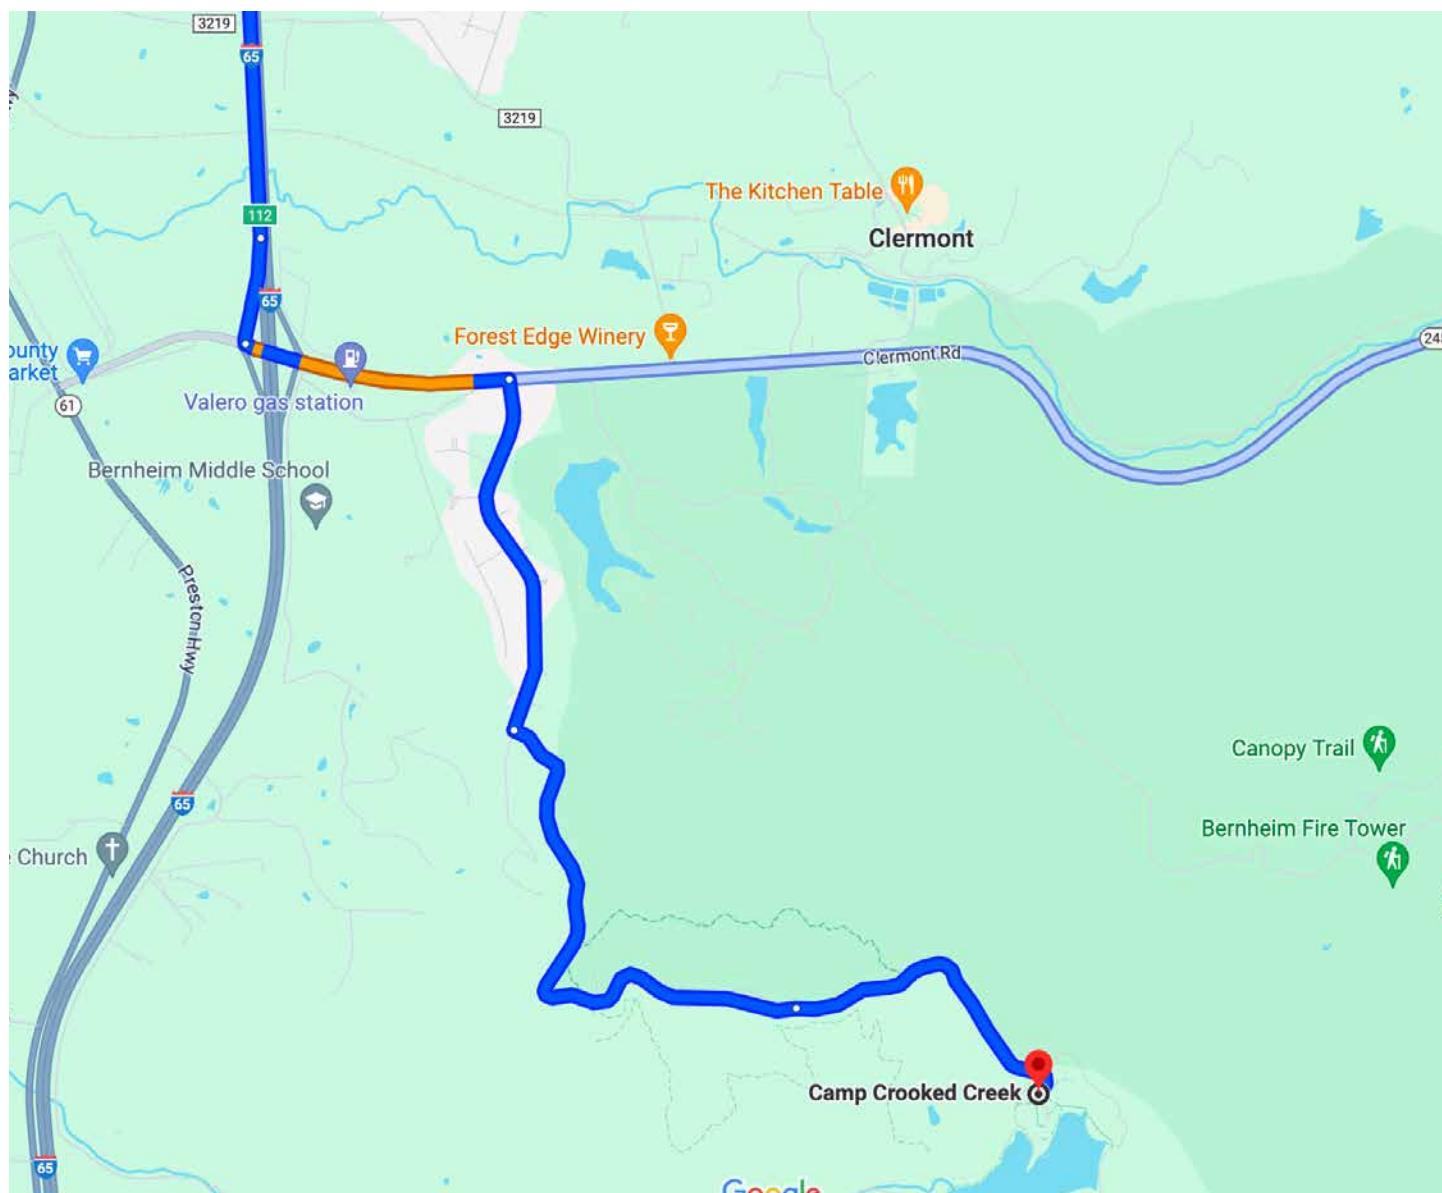 3219
65
3219
The Kitchen Table
112
Clermont
65
Forest Edge Winery
ounty
arket
Clermont Rd
61
Valero gas station
Bernheim Middle School
Preston Hwy
Canopy Trail
65
Bernheim Fire Tower
Church
Camp Crooked Creek
65
Google